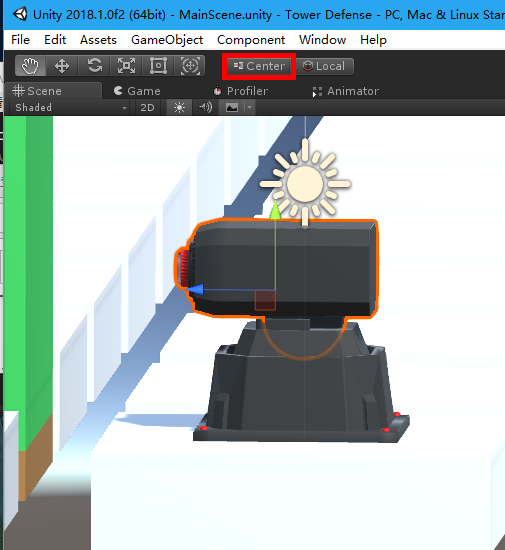 Unity 2018.1.0f2 (64bit) - MainScene.unity - Tower Defense - PC, Mac & Linux Star
File Edit Assets GameObject Component Window Help
Center Local
Scene Game Profiler Animator
Shaded 2D